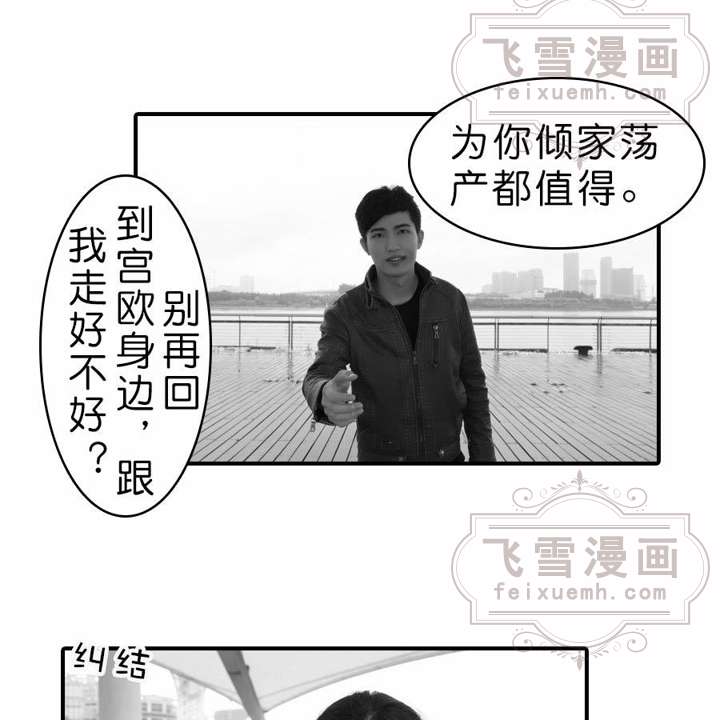 飞雪漫画
feixuemh.com
为你倾家荡
产都值得。
别再回
到宫欧身边，跟
我走好不好？
飞雪漫画
feixuemh.com
纠结